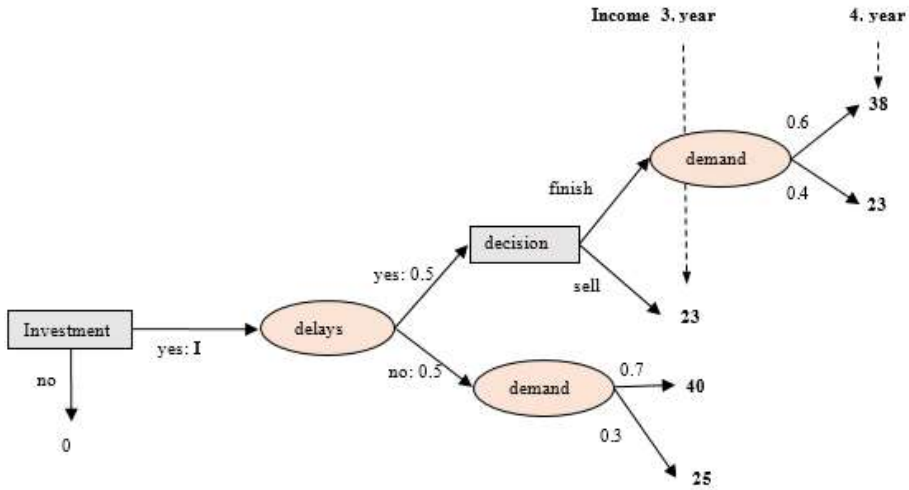 Income 3. year
4. year
38
0.6
demand
finish
0.4
23
decision
yes: 0.5
sell
23
Investment
delays
yes: I
no: 0.5
0.7
no
demand
40
0.3
0
25